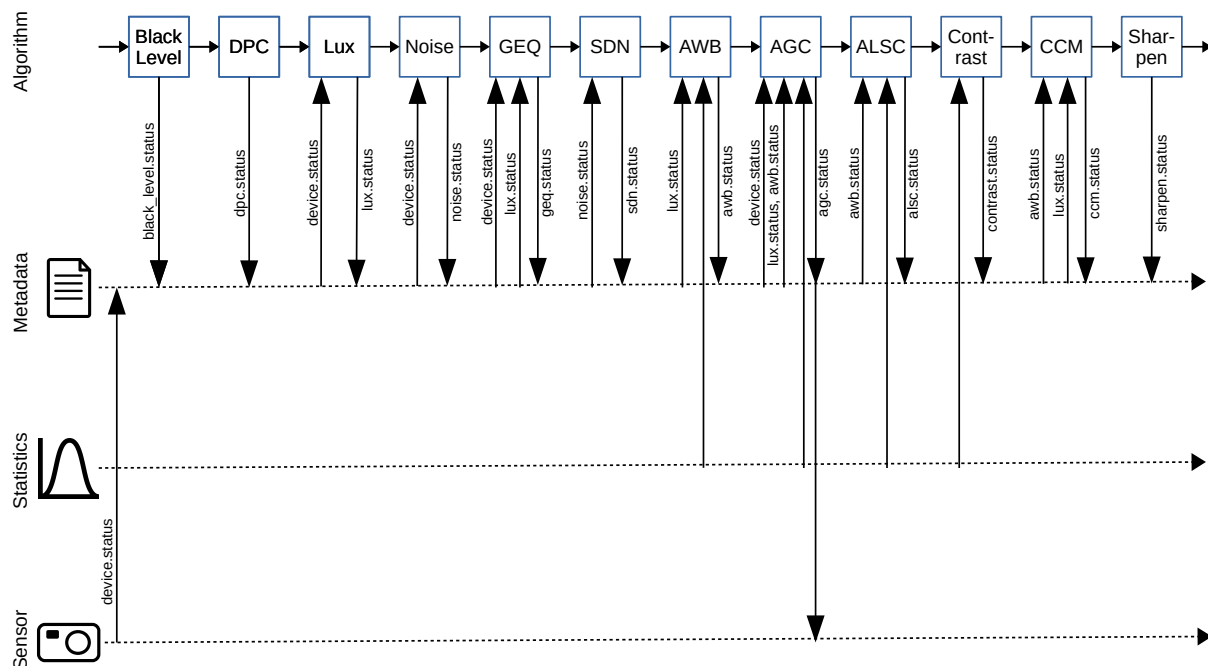 Algorithm
Black
Level
DPC
Lux
Noise
GEQ
SDN
AWB
AGC
ALSC
Cont-
rast
CCM
Shar-
pen
black_level.status
dpc.status
device.status
lux.status
device.status
noise.status
device.status
lux.status
geq.status
noise.status
sdn.status
lux.status
awb.status
device.status
lux.status, awb.status
agc.status
awb.status
alsc.status
contrast.status
awb.status
lux.status
ccm.status
sharpen.status
Metadata
Statistics
device.status
Sensor